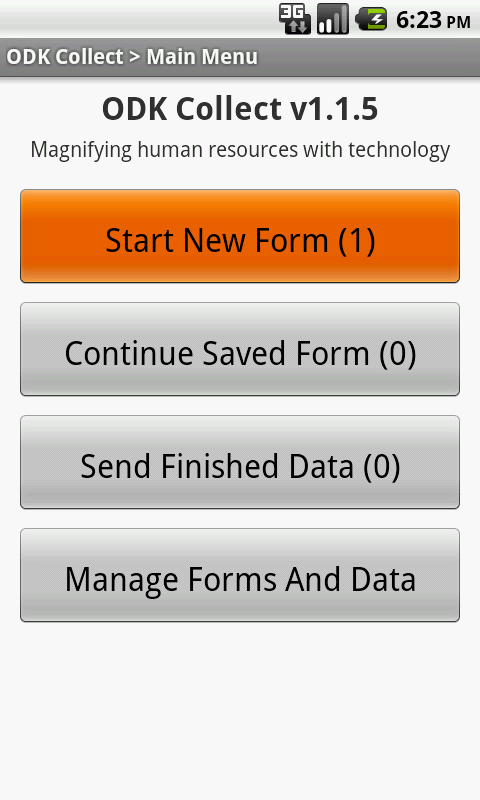 3G 6:23 PM
ODK Collect > Main Menu
ODK Collect v1.1.5
Magnifying human resources with technology
Start New Form (1)
Continue Saved Form (0)
Send Finished Data (0)
Manage Forms And Data